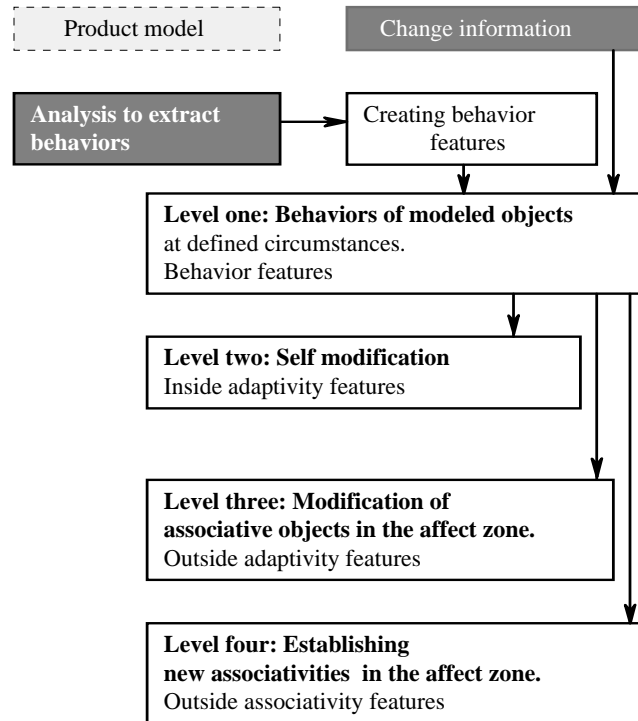 Product model
Change information
Analysis to extract
behaviors
Creating behavior
features
Level one: Behaviors of modeled objects
at defined circumstances.
Behavior features
Level two: Self modification
Inside adaptivity features
Level three: Modification of
associative objects in the affect zone.
Outside adaptivity features
Level four: Establishing
new associativities in the affect zone.
Outside associativity features